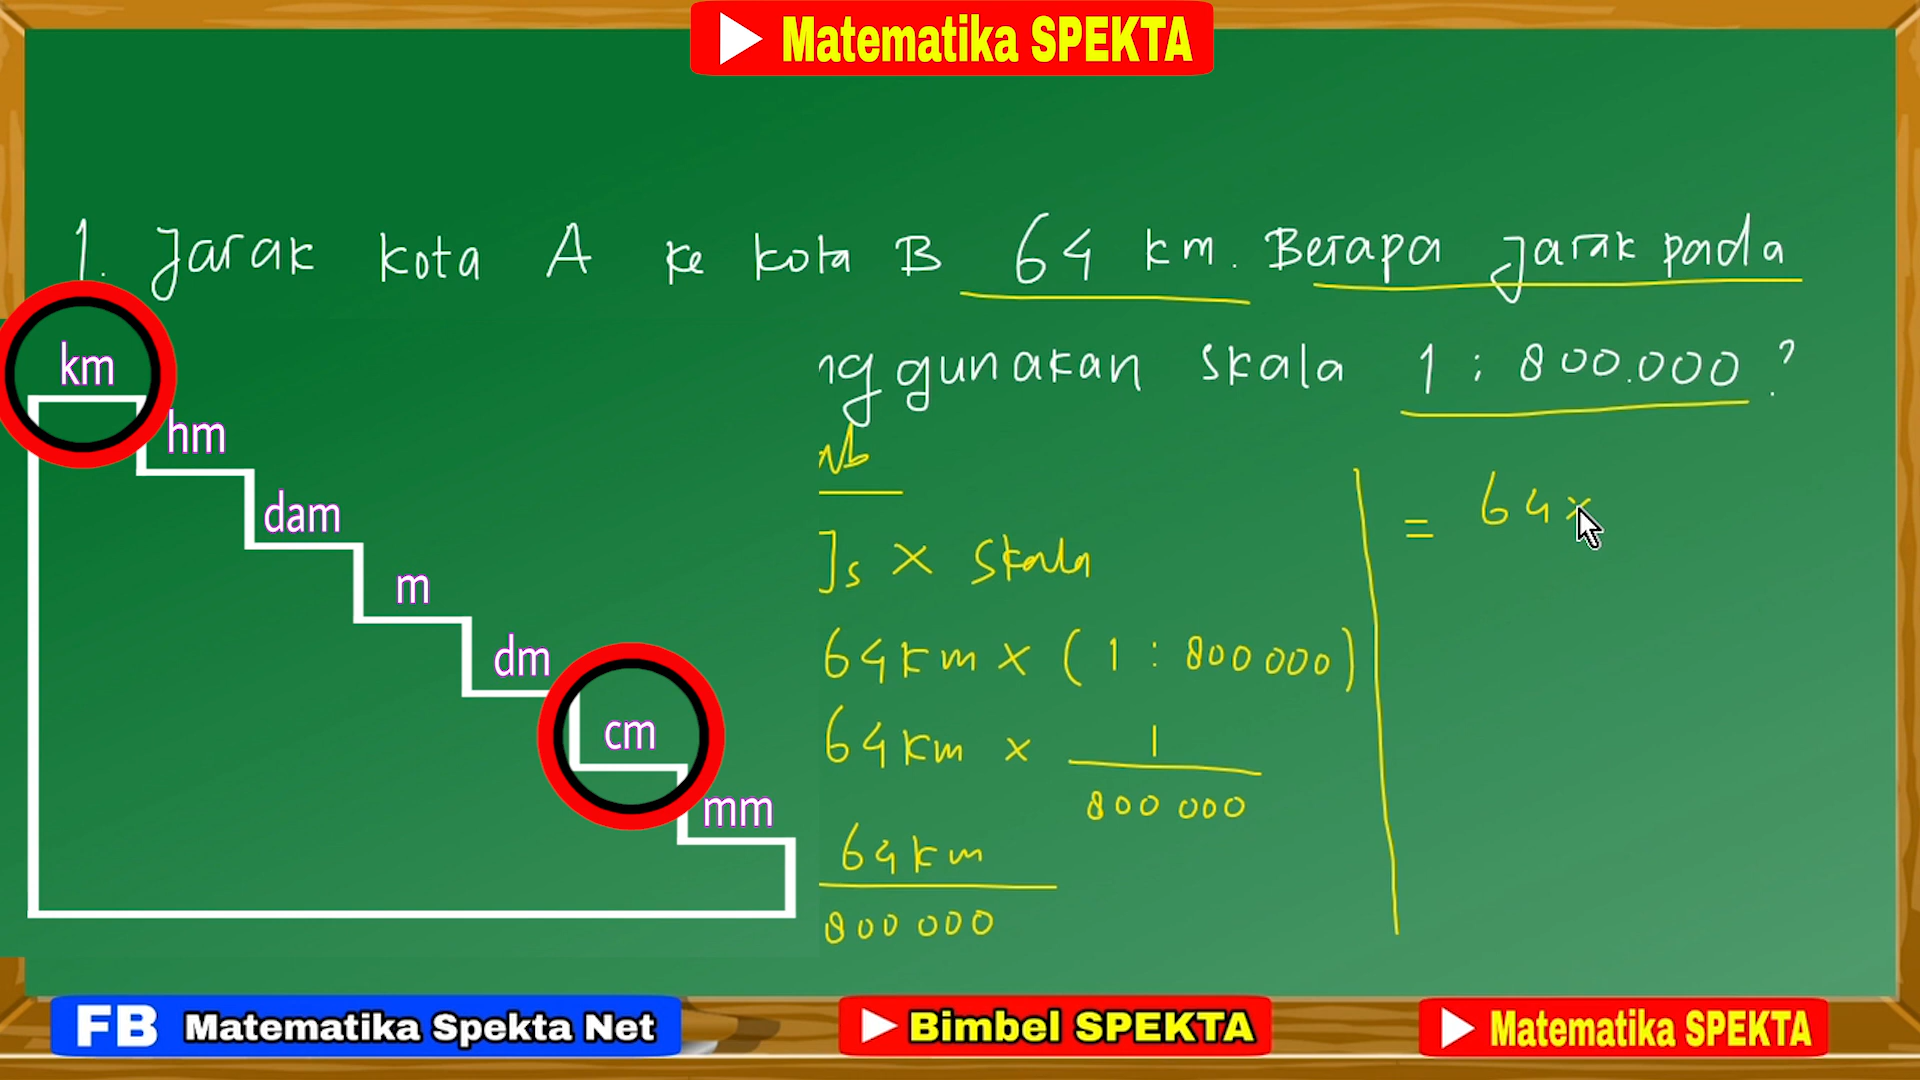 Matematika SPEKTA
1. Jarak kota A ke kota B 64 km. Berapa jarak pada
nggunakan skala 1 : 800.000 ?
km
hm
dam
m
dm
cm
mm
Js × Skala
64 km × ( 1 : 800 000 )
64 km × 1
800 000
64 km
800 000
= 64 ×
FB Matematika Spekta Net
Bimbel SPEKTA
Matematika SPEKTA